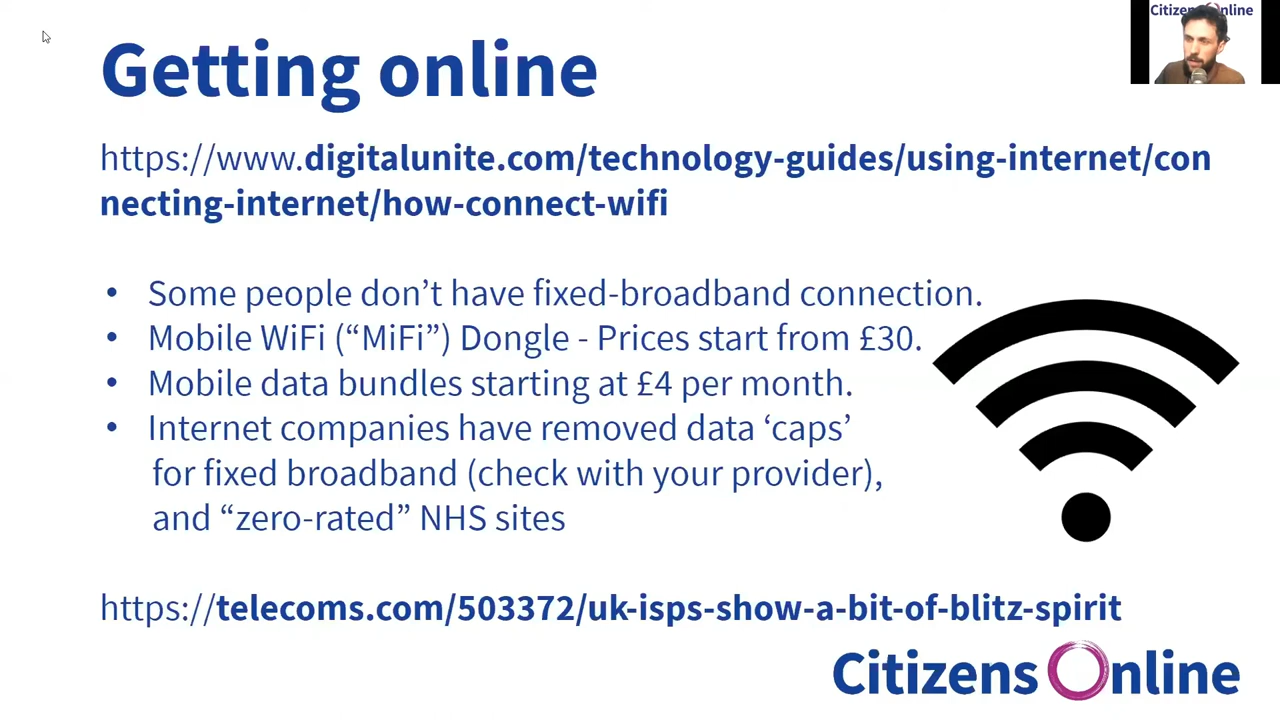 Citizens Online
Getting online
https://www.digitalunite.com/technology-guides/using-internet/con
necting-internet/how-connect-wifi
• Some people don’t have fixed-broadband connection.
• Mobile WiFi (“MiFi”) Dongle - Prices start from £30.
• Mobile data bundles starting at £4 per month.
• Internet companies have removed data ‘caps’
for fixed broadband (check with your provider),
and “zero-rated” NHS sites
https://telecoms.com/503372/uk-isps-show-a-bit-of-blitz-spirit
Citizens Online